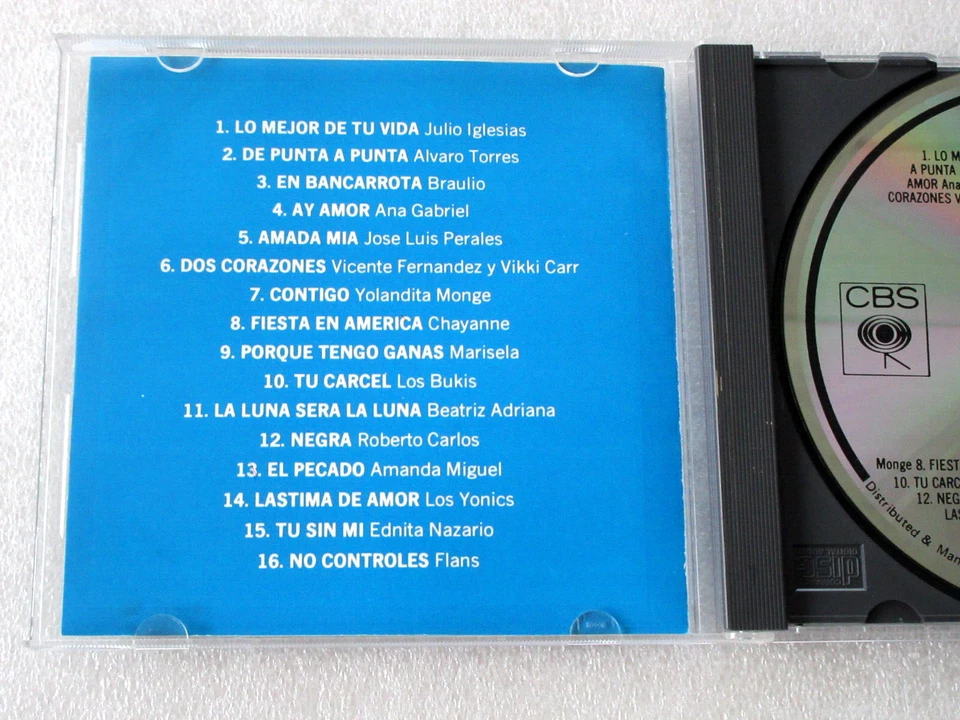 1. LO MEJOR DE TU VIDA Julio Iglesias
2. DE PUNTA A PUNTA Alvaro Torres
3. EN BANCARROTA Braulio
4. AY AMOR Ana Gabriel
5. AMADA MIA Jose Luis Perales
6. DOS CORAZONES Vicente Fernandez y Vikki Carr
7. CONTIGO Yolandita Monge
8. FIESTA EN AMERICA Chayanne
9. PORQUE TENGO GANAS Marisela
10. TU CARCEL Los Bukis
11. LA LUNA SERA LA LUNA Beatriz Adriana
12. NEGRA Roberto Carlos
13. EL PECADO Amanda Miguel
14. LASTIMA DE AMOR Los Yonics
15. TU SIN MI Ednita Nazario
16. NO CONTROLES Flans
1. LO M
A PUNTA
AMOR Ana
CORAZONES V
CBS
Monge 8. FIEST
10. TU CARC
12. NEG
LAS
Distributed & Man
COMPACT
disc
DIGITAL AUDIO